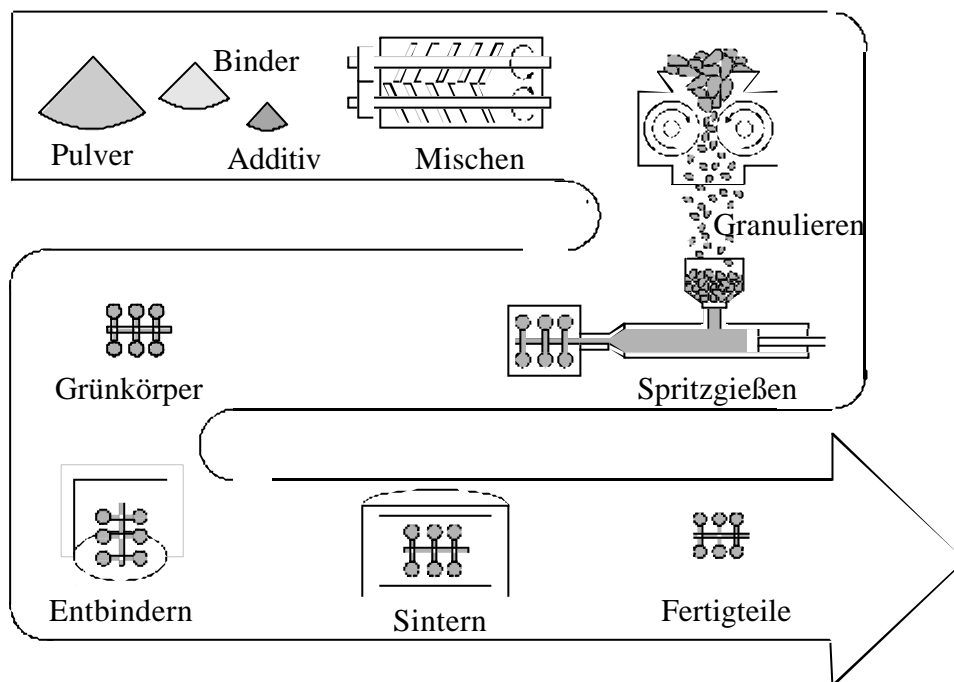 Binder
Pulver
Additiv
Mischen
Granulieren
Grünkörper
Spritzgießen
Entbindern
Sintern
Fertigteile